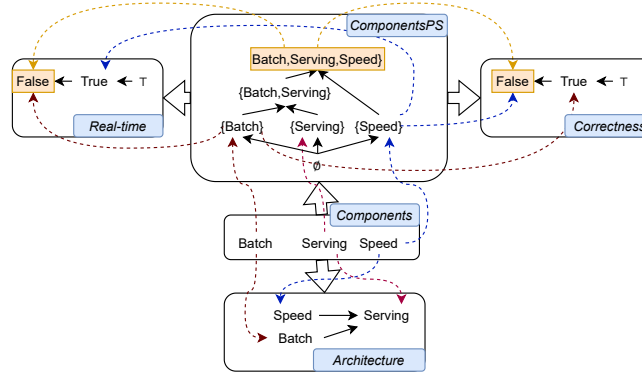 ComponentsPS
Batch,Serving,Speed}
False
True
⊤
{Batch,Serving}
False
True
⊤
Real-time
{Batch}
{Serving}
{Speed}
Correctness
∅
Components
Batch
Serving
Speed
Speed
Serving
Batch
Architecture